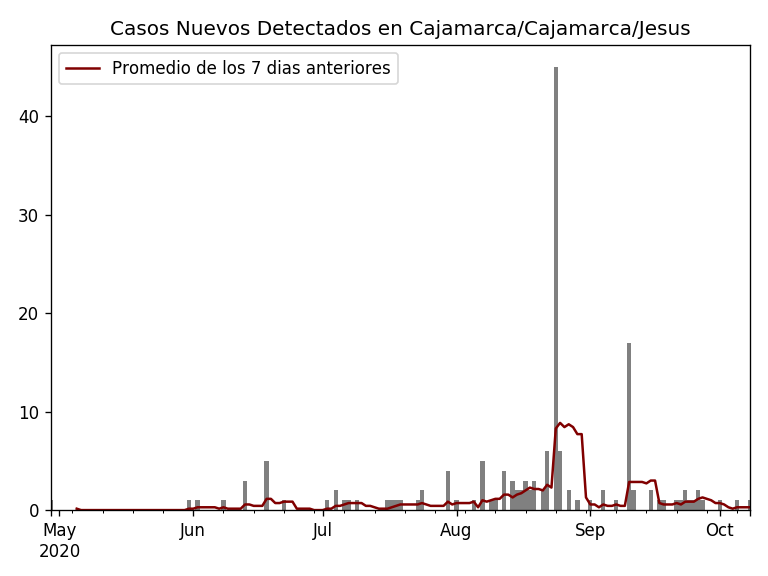 Casos Nuevos Detectados en Cajamarca/Cajamarca/Jesus
Promedio de los 7 dias anteriores
40
30
20
10
0
May Jun Jul Aug Sep Oct
2020